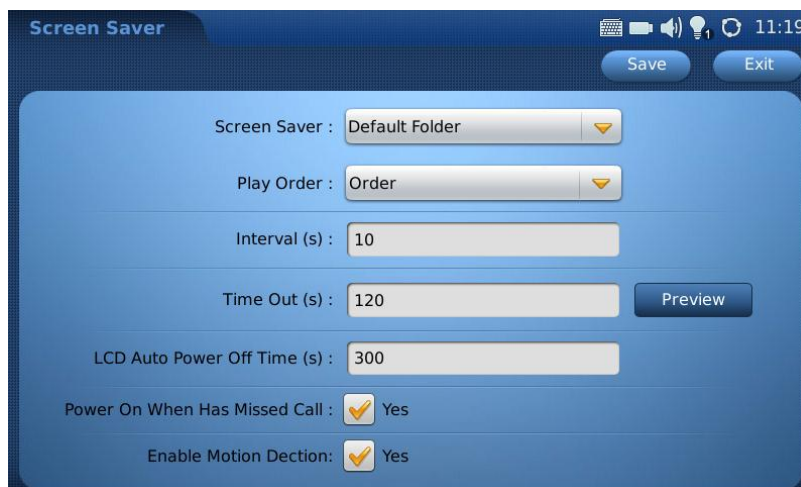 Screen Saver
1 11:19
Save Exit
Screen Saver : Default Folder
Play Order : Order
Interval (s) : 10
Time Out (s) : 120 Preview
LCD Auto Power Off Time (s) : 300
Power On When Has Missed Call : Yes
Enable Motion Dection: Yes